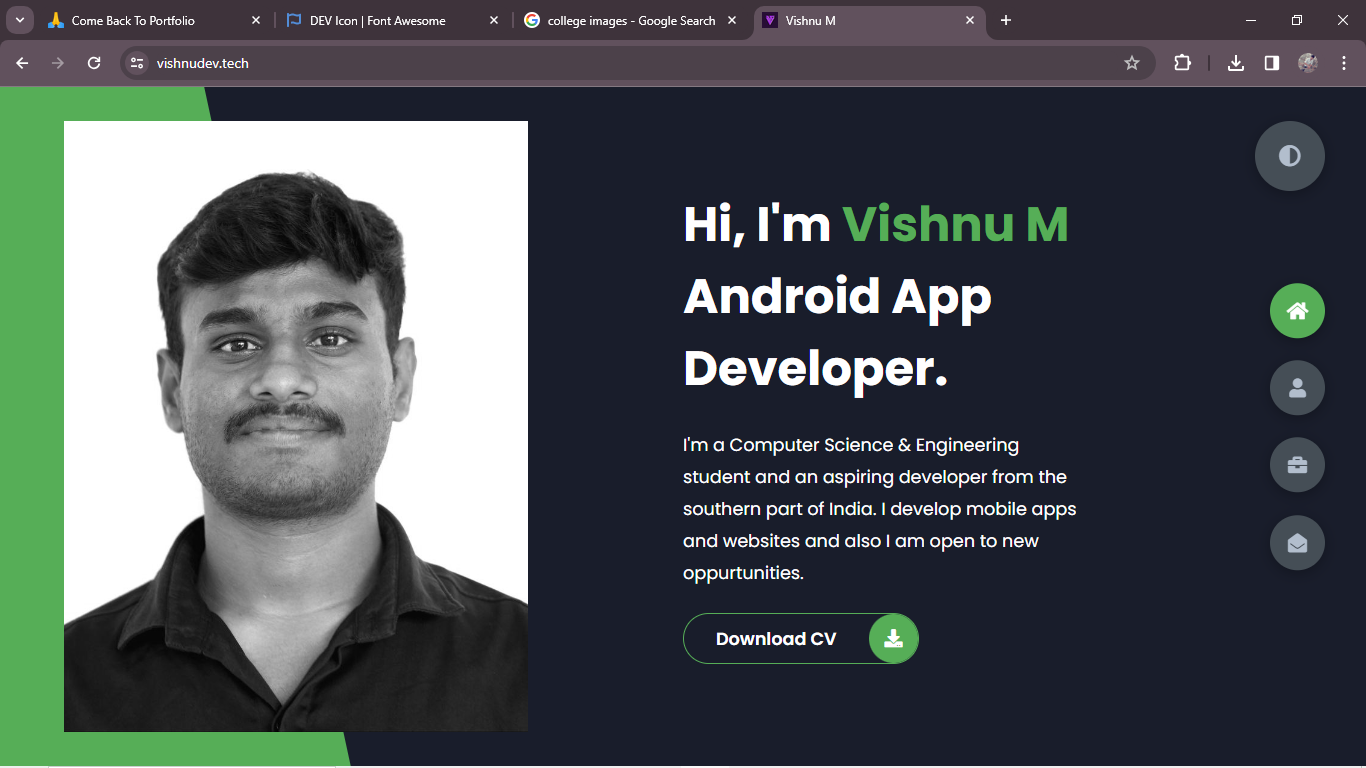 Come Back To Portfolio
DEV Icon | Font Awesome
college images - Google Search
Vishnu M
vishnudev.tech
Hi, I'm Vishnu M
Android App
Developer.
I'm a Computer Science & Engineering
student and an aspiring developer from the
southern part of India. I develop mobile apps
and websites and also I am open to new
oppurtunities.
Download CV